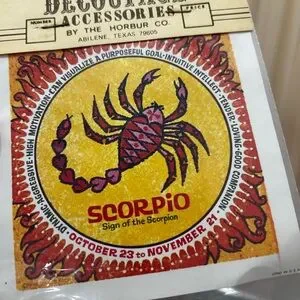 DECOUPAGE
ACCESSORIES
NUMBER
PRICE
BY THE HORBUR CO.
ABILENE, TEXAS 79605
DYNAMIC·AGGRESSIVE·HIGH MOTIVATION·CAN VISUALIZE A PURPOSEFUL GOAL·INTUITIVE INTELLECT·TENDER·LOVING·GOOD COMPANION
SCORPIO
Sign of the Scorpion
·OCTOBER 23 to NOVEMBER 21·